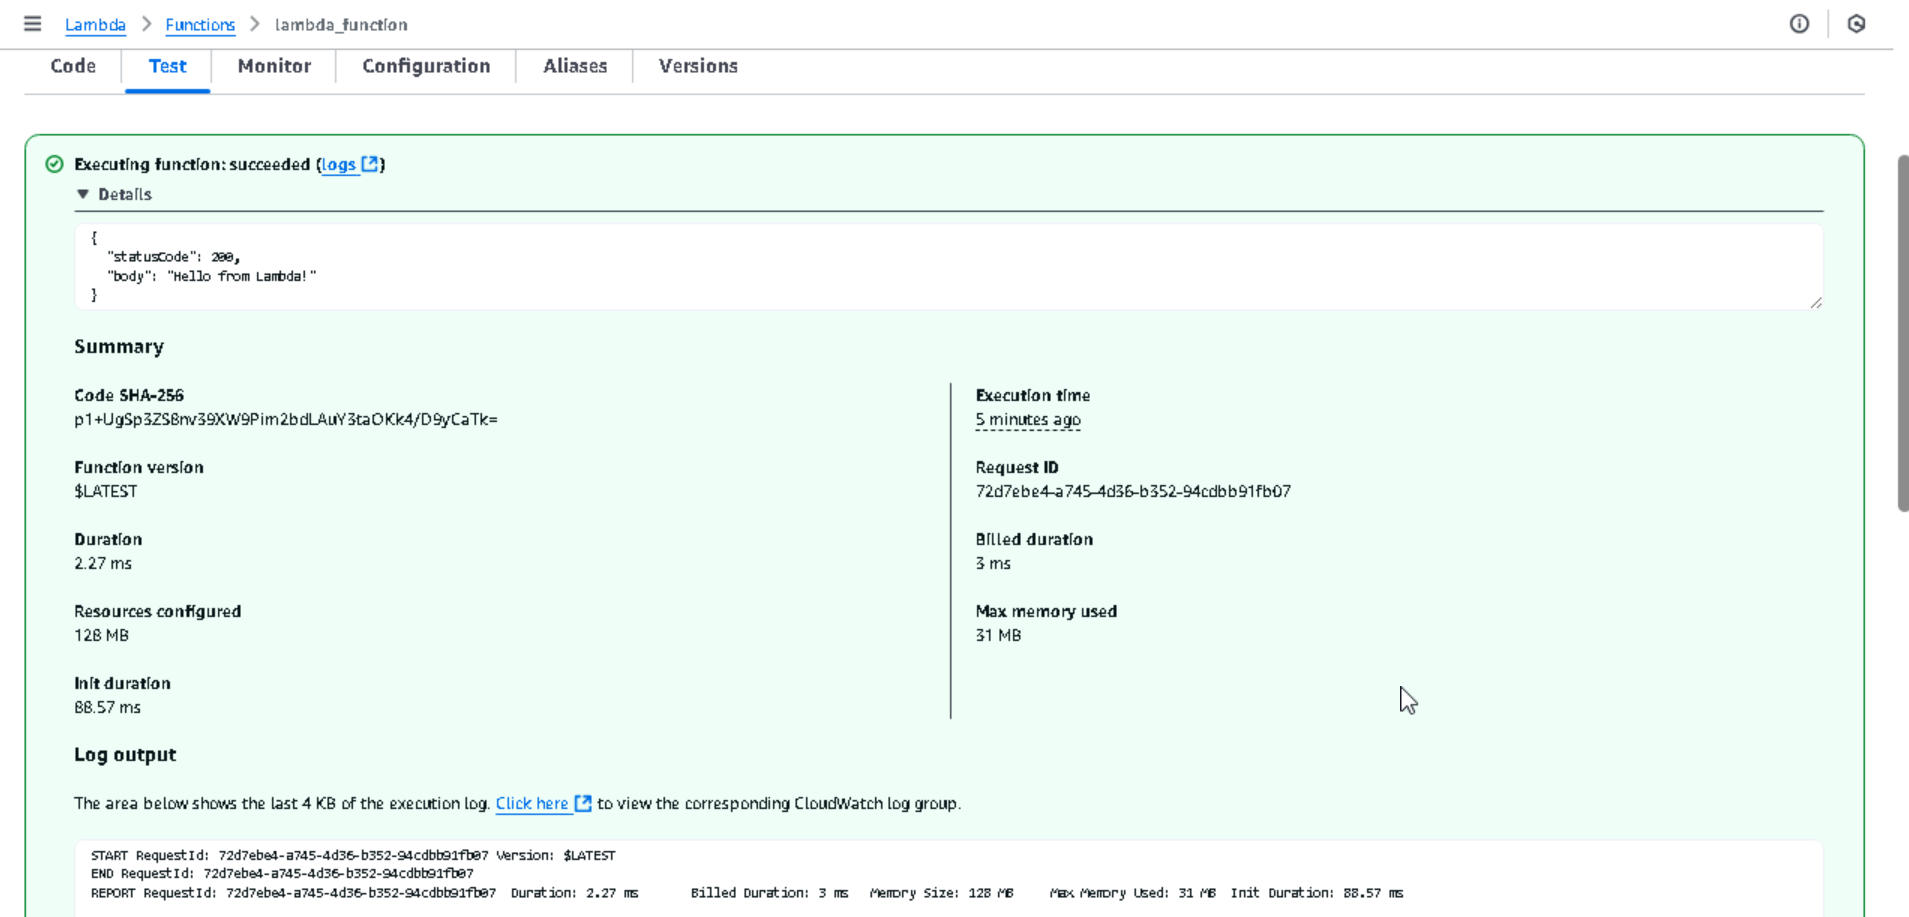 Lambda > Functions > lambda_function
Code Test Monitor Configuration Aliases Versions
Executing function: succeeded (logs)
▼ Details
{
"statusCode": 200,
"body": "Hello from Lambda!"
}
Summary
Code SHA-256
p1+UgSp3ZS8nv39XW9Pim2bdLAuY3taOKk4/D9yCaTk=
Function version
$LATEST
Duration
2.27 ms
Resources configured
128 MB
Init duration
88.57 ms
Execution time
5 minutes ago
Request ID
72d7ebe4-a745-4d36-b352-94cdbb91fb07
Billed duration
3 ms
Max memory used
31 MB
Log output
The area below shows the last 4 KB of the execution log. Click here to view the corresponding CloudWatch log group.
START RequestId: 72d7ebe4-a745-4d36-b352-94cdbb91fb07 Version: $LATEST
END RequestId: 72d7ebe4-a745-4d36-b352-94cdbb91fb07
REPORT RequestId: 72d7ebe4-a745-4d36-b352-94cdbb91fb07 Duration: 2.27 ms Billed Duration: 3 ms Memory Size: 128 MB Max Memory Used: 31 MB Init Duration: 88.57 ms